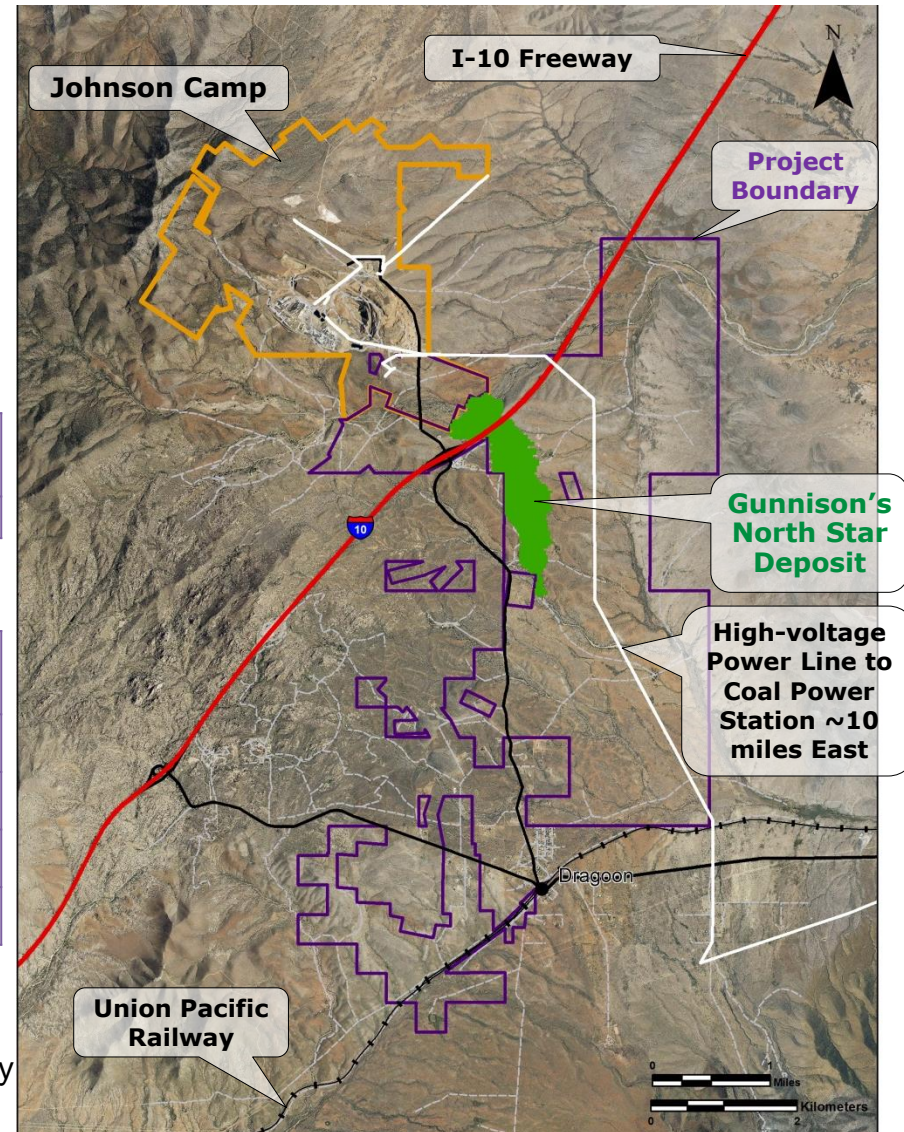 I-10 Freeway
N
Johnson Camp
Project
Boundary
10
Gunnison's
North Star
Deposit
High-voltage
Power Line to
Coal Power
Station ~10
miles East
Dragoon
Union Pacific
Railway
y
0 1
Miles
Kilometers
0 2